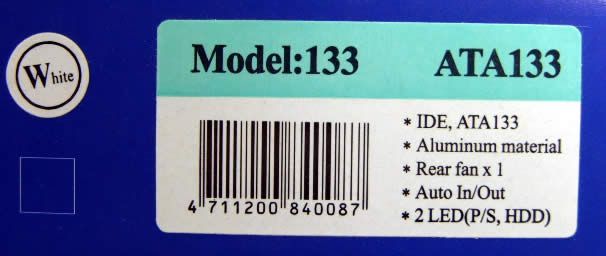 White
Model:133 ATA133
* IDE, ATA133
* Aluminum material
* Rear fan x 1
* Auto In/Out
* 2 LED(P/S, HDD)
4 711200 840087